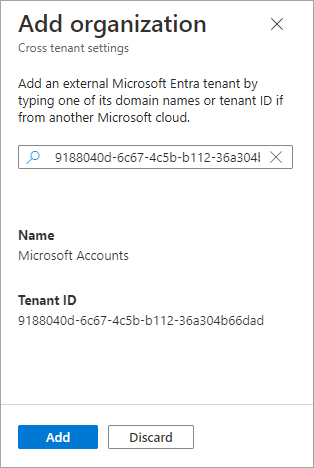 Add organization
Cross tenant settings
Add an external Microsoft Entra tenant by
typing one of its domain names or tenant ID if
from another Microsoft cloud.
9188040d-6c67-4c5b-b112-36a304b
Name
Microsoft Accounts
Tenant ID
9188040d-6c67-4c5b-b112-36a304b66dad
Add
Discard